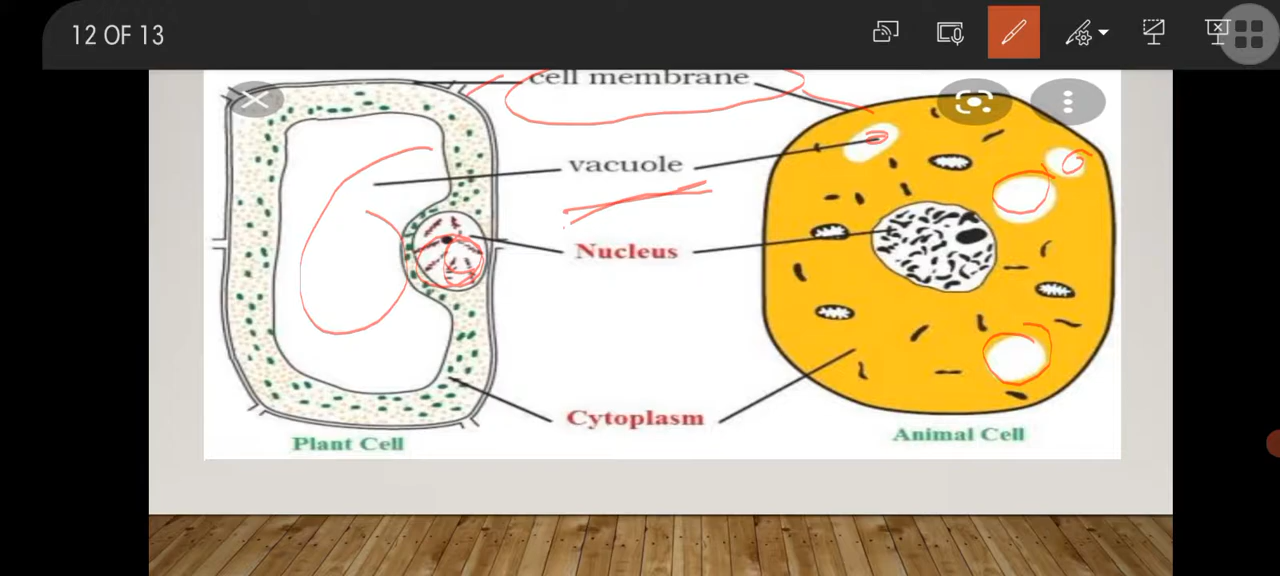 12 OF 13
cell membrane
vacuole
Nucleus
Cytoplasm
Plant Cell
Animal Cell